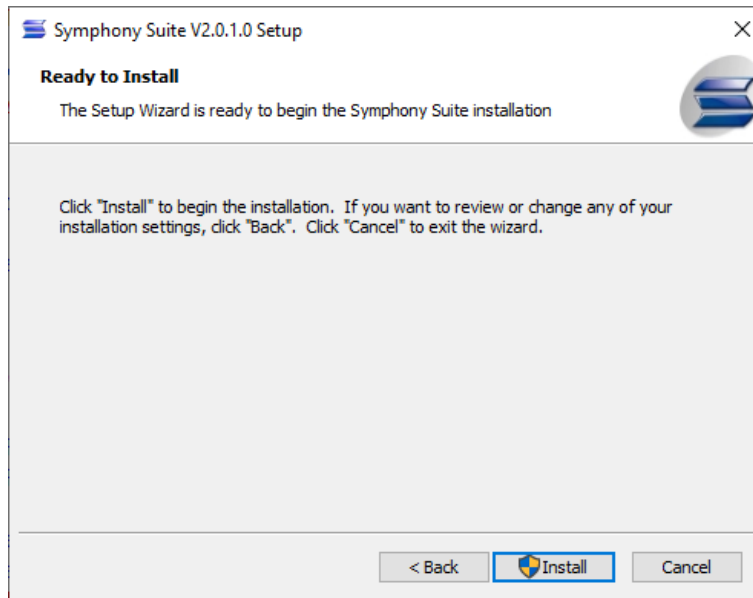 Symphony Suite V2.0.1.0 Setup
Ready to Install
The Setup Wizard is ready to begin the Symphony Suite installation
Click "Install" to begin the installation.  If you want to review or change any of your
installation settings, click "Back".  Click "Cancel" to exit the wizard.
< Back Install Cancel